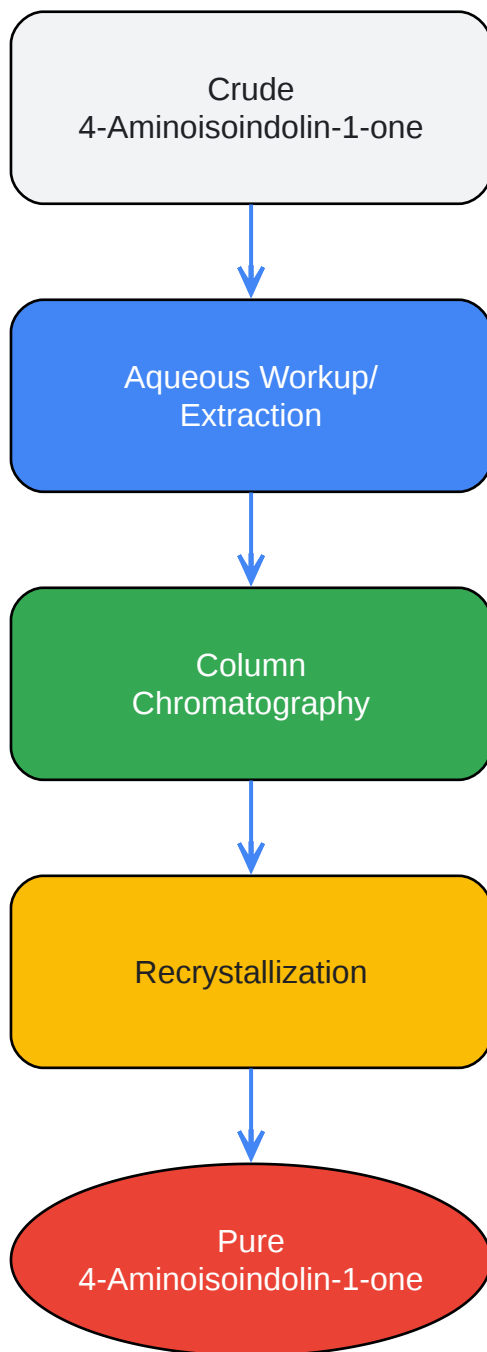 Crude
4-Aminoisoindolin-1-one
Aqueous Workup/
Extraction
Column
Chromatography
Recrystallization
Pure
4-Aminoisoindolin-1-one